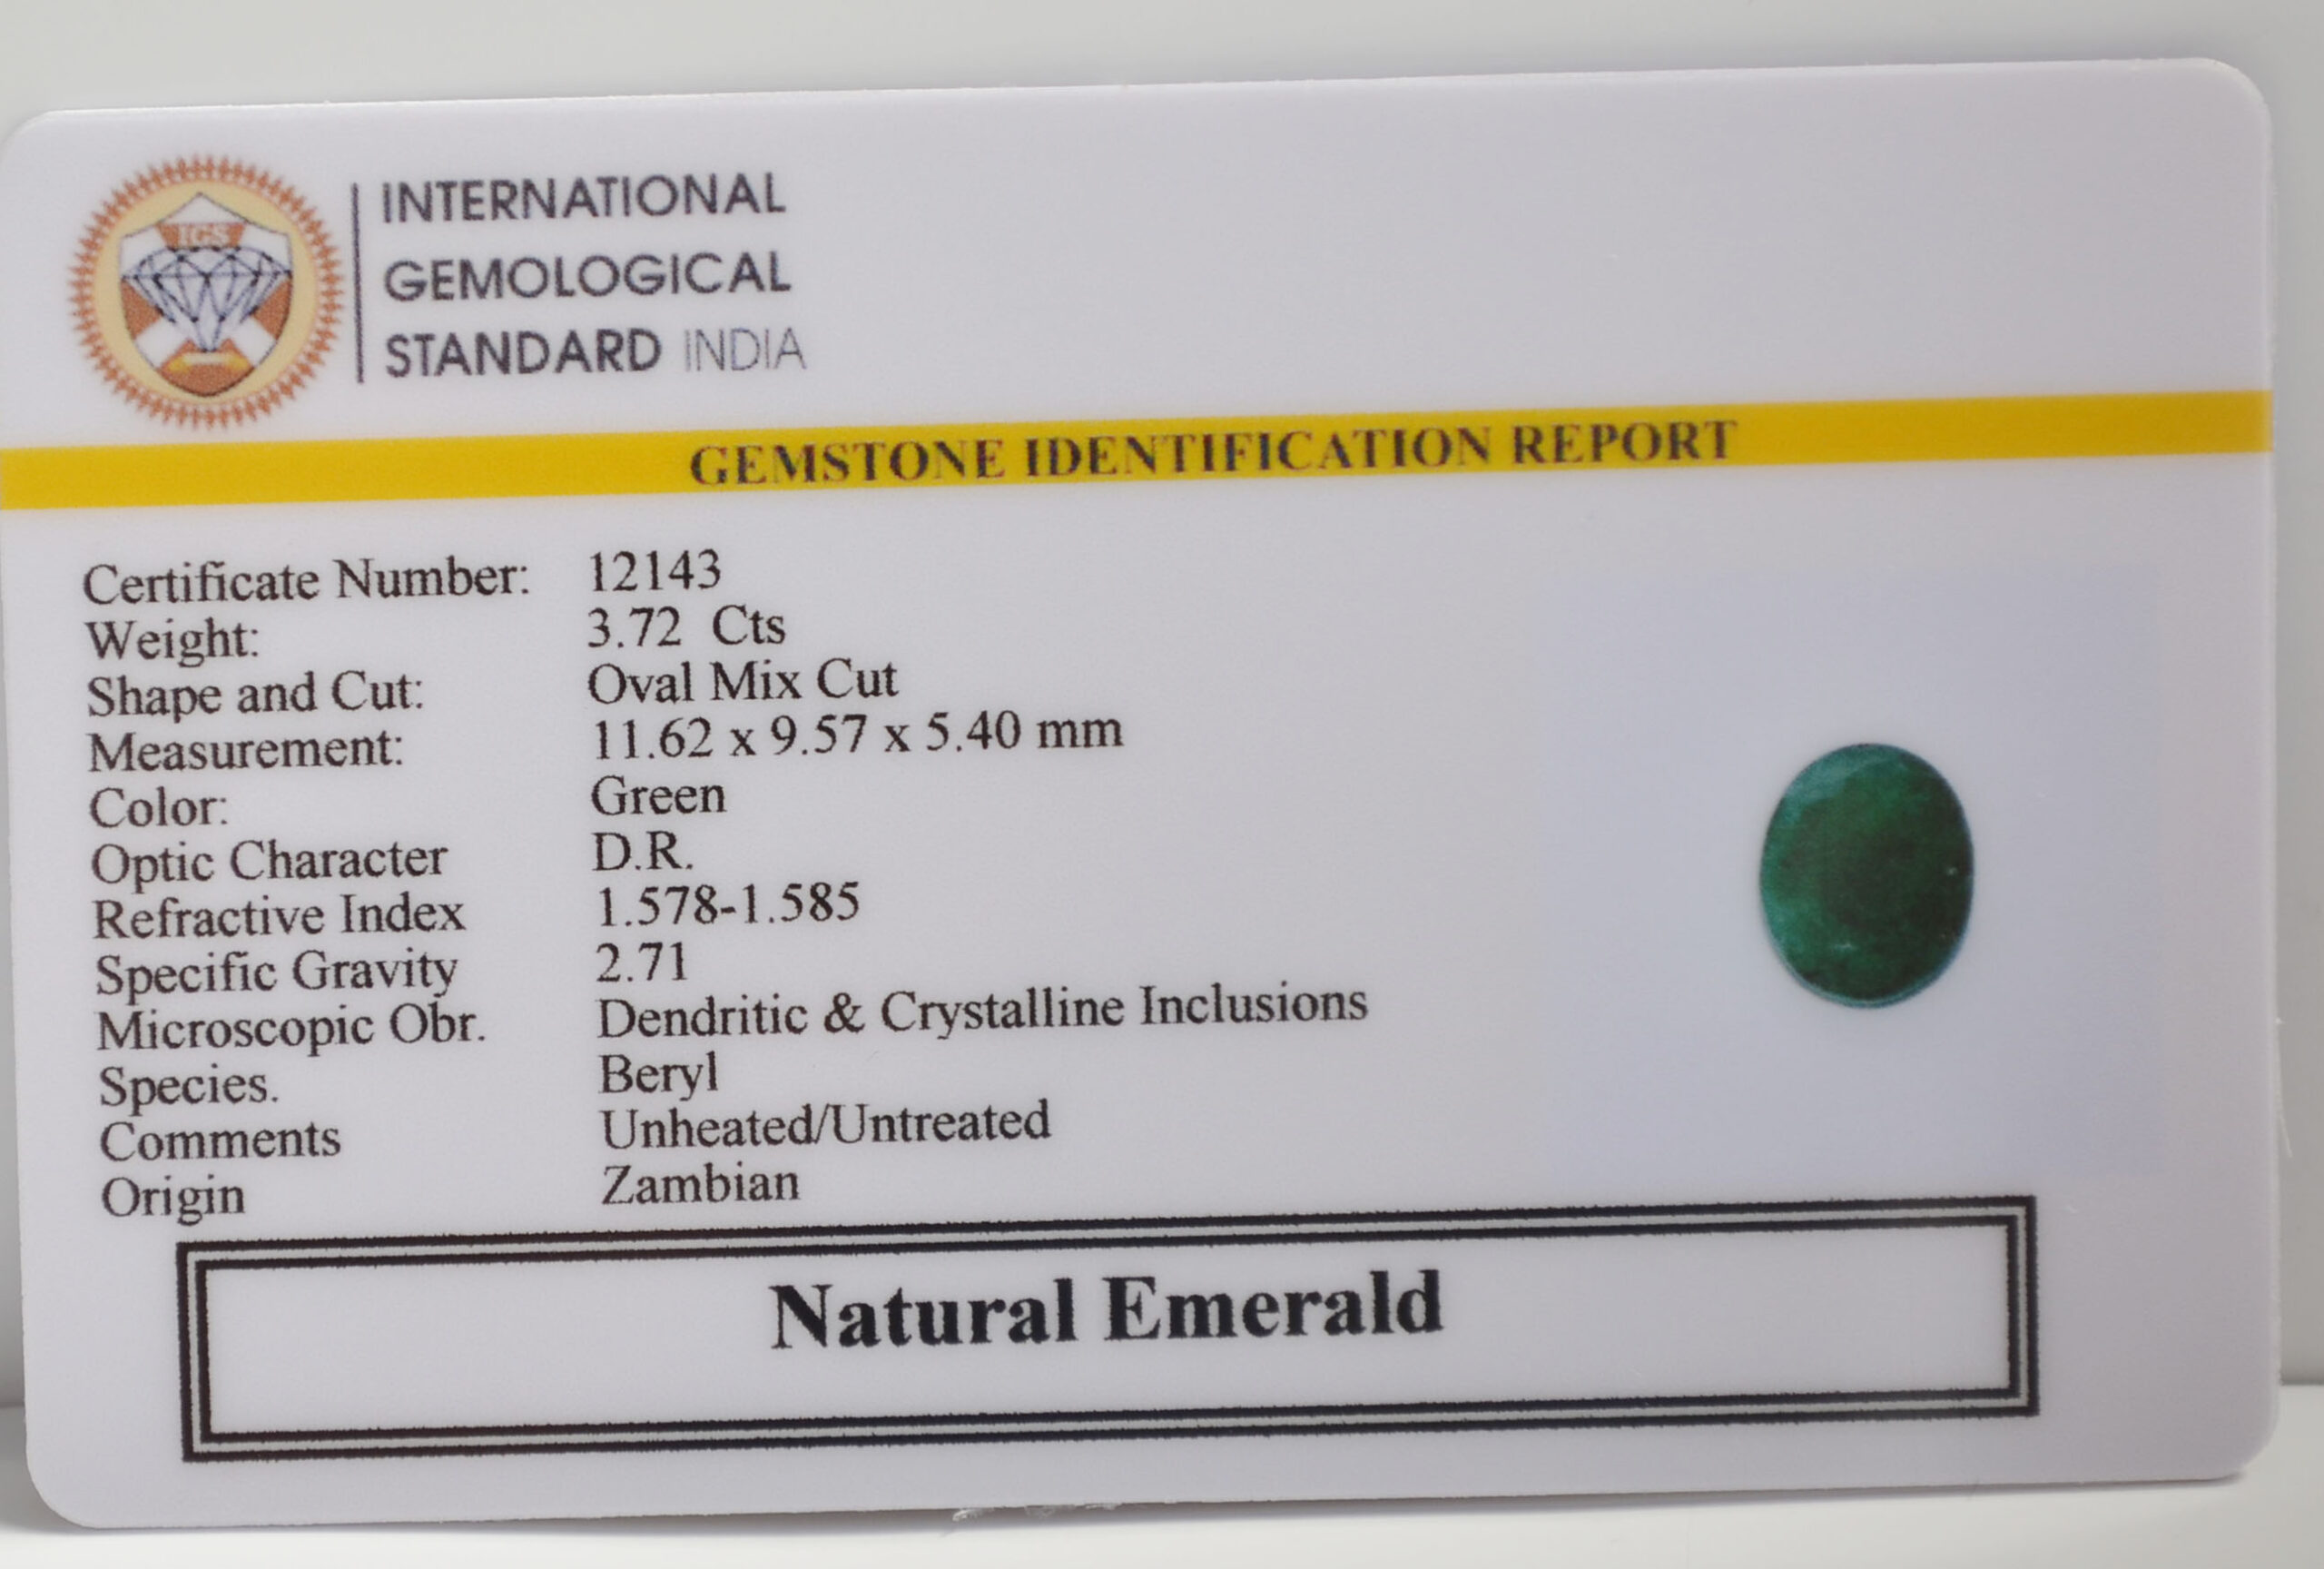 IGS
INTERNATIONAL
GEMOLOGICAL
STANDARD INDIA
GEMSTONE IDENTIFICATION REPORT
Certificate Number: 12143
Weight: 3.72 Cts
Shape and Cut: Oval Mix Cut
Measurement: 11.62 x 9.57 x 5.40 mm
Color: Green
Optic Character D.R.
Refractive Index 1.578-1.585
Specific Gravity 2.71
Microscopic Obr. Dendritic & Crystalline Inclusions
Species. Beryl
Comments Unheated/Untreated
Origin Zambian
Natural Emerald